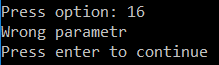 Press option: 16
Wrong parametr
Press enter to continue